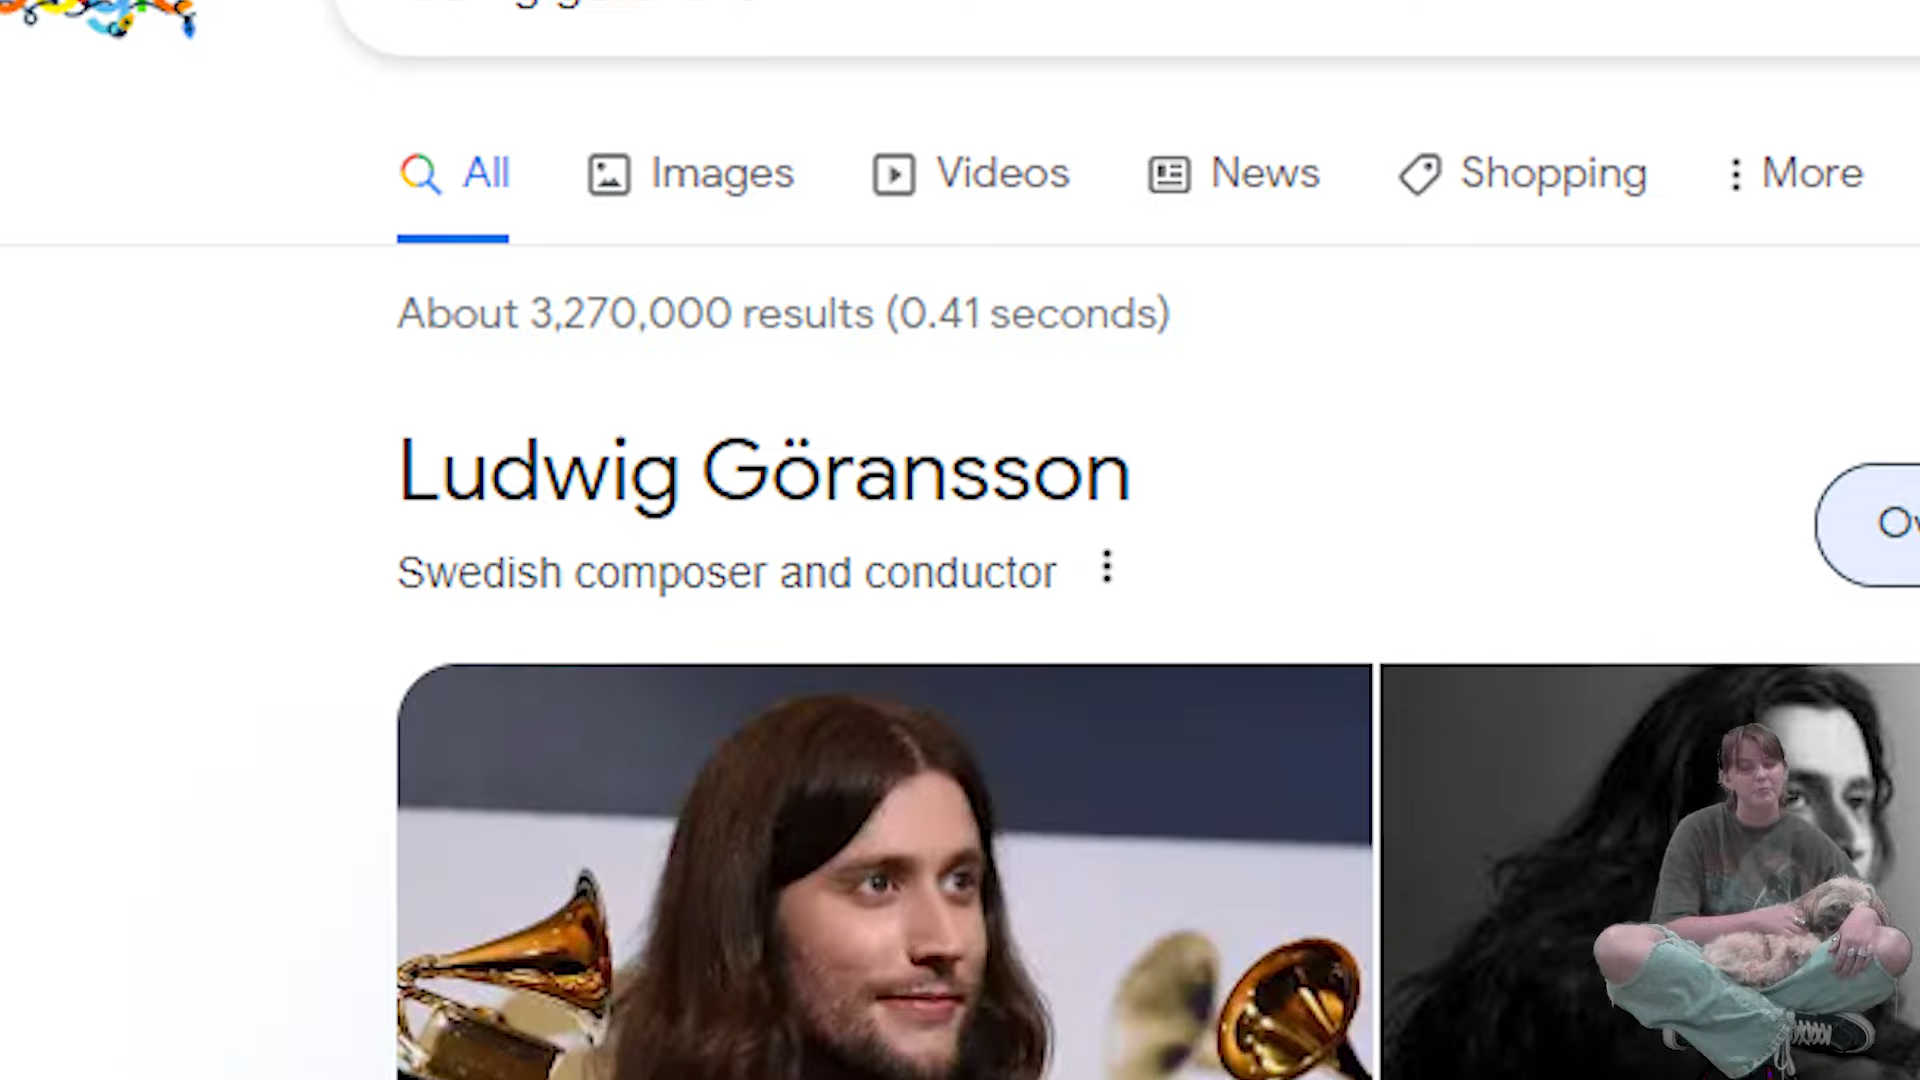 All Images Videos News Shopping More
About 3,270,000 results (0.41 seconds)
Ludwig Göransson
Swedish composer and conductor